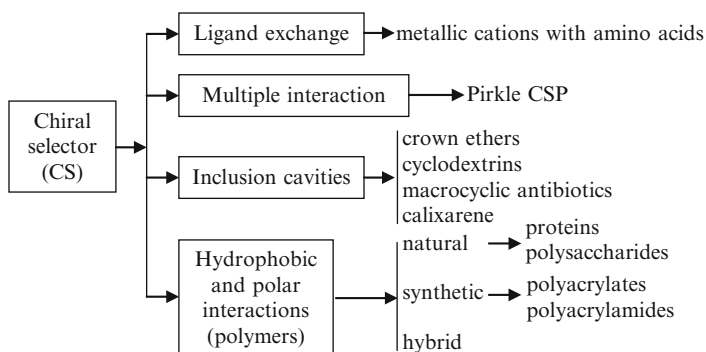 Chiral
selector
(CS)
Ligand exchange
metallic cations with amino acids
Multiple interaction
Pirkle CSP
Inclusion cavities
crown ethers
cyclodextrins
macrocyclic antibiotics
calixarene
Hydrophobic
and polar
interactions
(polymers)
natural
proteins
polysaccharides
synthetic
polyacrylates
polyacrylamides
hybrid